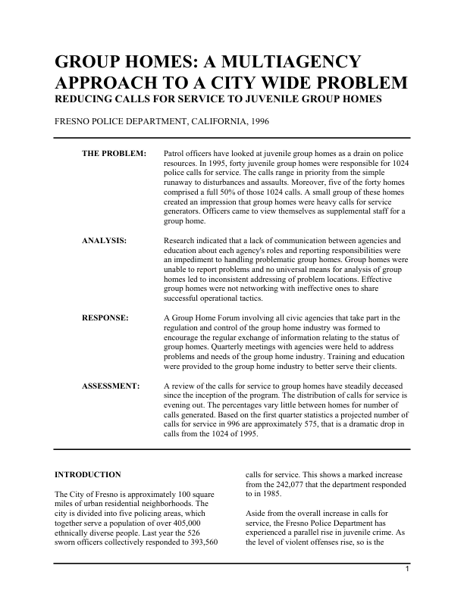 GROUP HOMES: A MULTIAGENCY
APPROACH TO A CITY WIDE PROBLEM
REDUCING CALLS FOR SERVICE TO JUVENILE GROUP HOMES
FRESNO POLICE DEPARTMENT, CALIFORNIA, 1996
THE PROBLEM:
Patrol officers have looked at juvenile group homes as a drain on police
resources. In 1995, forty juvenile group homes were responsible for 1024
police calls for service. The calls range in priority from the simple
runaway to disturbances and assaults. Moreover, five of the forty homes
comprised a full 50% of those 1024 calls. A small group of these homes
created an impression that group homes were heavy calls for service
generators. Officers came to view themselves as supplemental staff for a
group home.
ANALYSIS:
Research indicated that a lack of communication between agencies and
education about each agency's roles and reporting responsibilities were
an impediment to handling problematic group homes. Group homes were
unable to report problems and no universal means for analysis of group
homes led to inconsistent addressing of problem locations. Effective
group homes were not networking with ineffective ones to share
successful operational tactics.
RESPONSE:
A Group Home Forum involving all civic agencies that take part in the
regulation and control of the group home industry was formed to
encourage the regular exchange of information relating to the status of
group homes. Quarterly meetings with agencies were held to address
problems and needs of the group home industry. Training and education
were provided to the group home industry to better serve their clients.
ASSESSMENT:
A review of the calls for service to group homes have steadily deceased
since the inception of the program. The distribution of calls for service is
evening out. The percentages vary little between homes for number of
calls generated. Based on the first quarter statistics a projected number of
calls for service in 996 are approximately 575, that is a dramatic drop in
calls from the 1024 of 1995.
INTRODUCTION
The City of Fresno is approximately 100 square
miles of urban residential neighborhoods. The
city is divided into five policing areas, which
together serve a population of over 405,000
ethnically diverse people. Last year the 526
sworn officers collectively responded to 393,560
calls for service. This shows a marked increase
from the 242,077 that the department responded
to in 1985.
Aside from the overall increase in calls for
service, the Fresno Police Department has
experienced a parallel rise in juvenile crime. As
the level of violent offenses rise, so is the
1